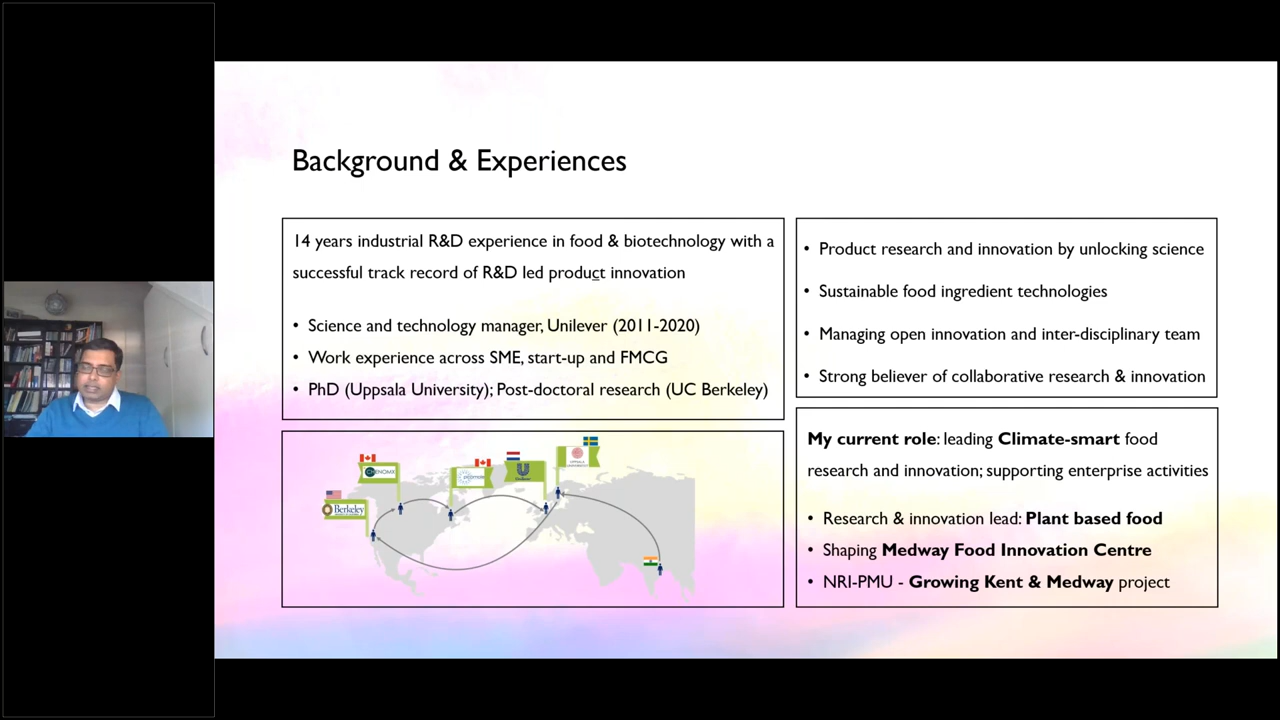 Background & Experiences
14 years industrial R&D experience in food & biotechnology with a
successful track record of R&D led product innovation
• Science and technology manager, Unilever (2011-2020)
• Work experience across SME, start-up and FMCG
• PhD (Uppsala University); Post-doctoral research (UC Berkeley)
• Product research and innovation by unlocking science
• Sustainable food ingredient technologies
• Managing open innovation and inter-disciplinary team
• Strong believer of collaborative research & innovation
Berkeley
CHENOMX
Unilever
My current role: leading Climate-smart food
research and innovation; supporting enterprise activities
• Research & innovation lead: Plant based food
• Shaping Medway Food Innovation Centre
• NRI-PMU - Growing Kent & Medway project